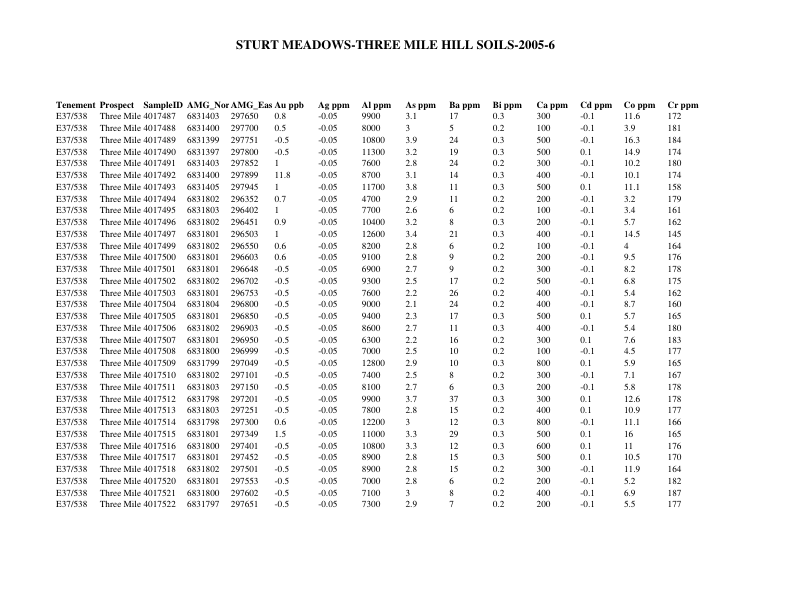 STURT MEADOWS-THREE MILE HILL SOILS-2005-6
Tenement Prospect SampleID AMG_Nor AMG_Eas Au ppb Ag ppm Al ppm As ppm Ba ppm Bi ppm Ca ppm Cd ppm Co ppm Cr ppm
E37/538 Three Mile 4017487 6831403 297650 0.8 -0.05 9900 3.1 17 0.3 300 -0.1 11.6 172
E37/538 Three Mile 4017488 6831400 297700 0.5 -0.05 8000 3 5 0.2 100 -0.1 3.9 181
E37/538 Three Mile 4017489 6831399 297751 -0.5 -0.05 10800 3.9 24 0.3 500 -0.1 16.3 184
E37/538 Three Mile 4017490 6831397 297800 -0.5 -0.05 11300 3.2 19 0.3 500 0.1 14.9 174
E37/538 Three Mile 4017491 6831403 297852 1 -0.05 7600 2.8 24 0.2 300 -0.1 10.2 180
E37/538 Three Mile 4017492 6831400 297899 11.8 -0.05 8700 3.1 14 0.3 400 -0.1 10.1 174
E37/538 Three Mile 4017493 6831405 297945 1 -0.05 11700 3.8 11 0.3 500 0.1 11.1 158
E37/538 Three Mile 4017494 6831802 296352 0.7 -0.05 4700 2.9 11 0.2 200 -0.1 3.2 179
E37/538 Three Mile 4017495 6831803 296402 1 -0.05 7700 2.6 6 0.2 100 -0.1 3.4 161
E37/538 Three Mile 4017496 6831802 296451 0.9 -0.05 10400 3.2 8 0.3 200 -0.1 5.7 162
E37/538 Three Mile 4017497 6831801 296503 1 -0.05 12600 3.4 21 0.3 400 -0.1 14.5 145
E37/538 Three Mile 4017499 6831802 296550 0.6 -0.05 8200 2.8 6 0.2 100 -0.1 4 164
E37/538 Three Mile 4017500 6831801 296603 0.6 -0.05 9100 2.8 9 0.2 200 -0.1 9.5 176
E37/538 Three Mile 4017501 6831801 296648 -0.5 -0.05 6900 2.7 9 0.2 300 -0.1 8.2 178
E37/538 Three Mile 4017502 6831802 296702 -0.5 -0.05 9300 2.5 17 0.2 500 -0.1 6.8 175
E37/538 Three Mile 4017503 6831801 296753 -0.5 -0.05 7200 2.2 26 0.2 400 -0.1 5.4 162
E37/538 Three Mile 4017504 6831804 296800 -0.5 -0.05 9000 2.1 24 0.2 400 -0.1 8.7 160
E37/538 Three Mile 4017505 6831801 296850 -0.5 -0.05 9400 2.3 17 0.3 500 0.1 5.7 165
E37/538 Three Mile 4017506 6831802 296903 -0.5 -0.05 8600 2.7 11 0.3 400 -0.1 5.4 180
E37/538 Three Mile 4017507 6831801 296950 -0.5 -0.05 6300 2.2 16 0.2 300 0.1 7.6 183
E37/538 Three Mile 4017508 6831800 296999 -0.5 -0.05 7000 2.5 10 0.2 100 -0.1 4.5 177
E37/538 Three Mile 4017509 6831799 297049 -0.5 -0.05 12800 2.9 10 0.3 800 0.1 5.9 165
E37/538 Three Mile 4017510 6831802 297101 -0.5 -0.05 7400 2.5 8 0.2 300 -0.1 7.1 167
E37/538 Three Mile 4017511 6831803 297150 -0.5 -0.05 8100 2.7 6 0.3 200 -0.1 5.8 178
E37/538 Three Mile 4017512 6831798 297201 -0.5 -0.05 9900 3.7 37 0.3 300 0.1 12.6 178
E37/538 Three Mile 4017513 6831803 297251 -0.5 -0.05 7800 2.8 15 0.2 400 0.1 10.9 177
E37/538 Three Mile 4017514 6831798 297300 0.6 -0.05 12200 3 12 0.3 800 -0.1 11.1 166
E37/538 Three Mile 4017515 6831801 297349 1.5 -0.05 11000 3.3 29 0.3 500 0.1 16 165
E37/538 Three Mile 4017516 6831800 297401 -0.5 -0.05 10800 3.3 12 0.3 600 0.1 11 176
E37/538 Three Mile 4017517 6831801 297452 -0.5 -0.05 8900 2.8 15 0.3 500 0.1 10.5 170
E37/538 Three Mile 4017518 6831802 297501 -0.5 -0.05 8900 2.8 15 0.2 300 -0.1 11.9 164
E37/538 Three Mile 4017520 6831801 297553 -0.5 -0.05 7000 2.8 6 0.2 200 -0.1 5.2 182
E37/538 Three Mile 4017521 6831800 297602 -0.5 -0.05 7100 3 8 0.2 400 -0.1 6.9 187
E37/538 Three Mile 4017522 6831797 297651 -0.5 -0.05 7300 2.9 7 0.2 200 -0.1 5.5 177